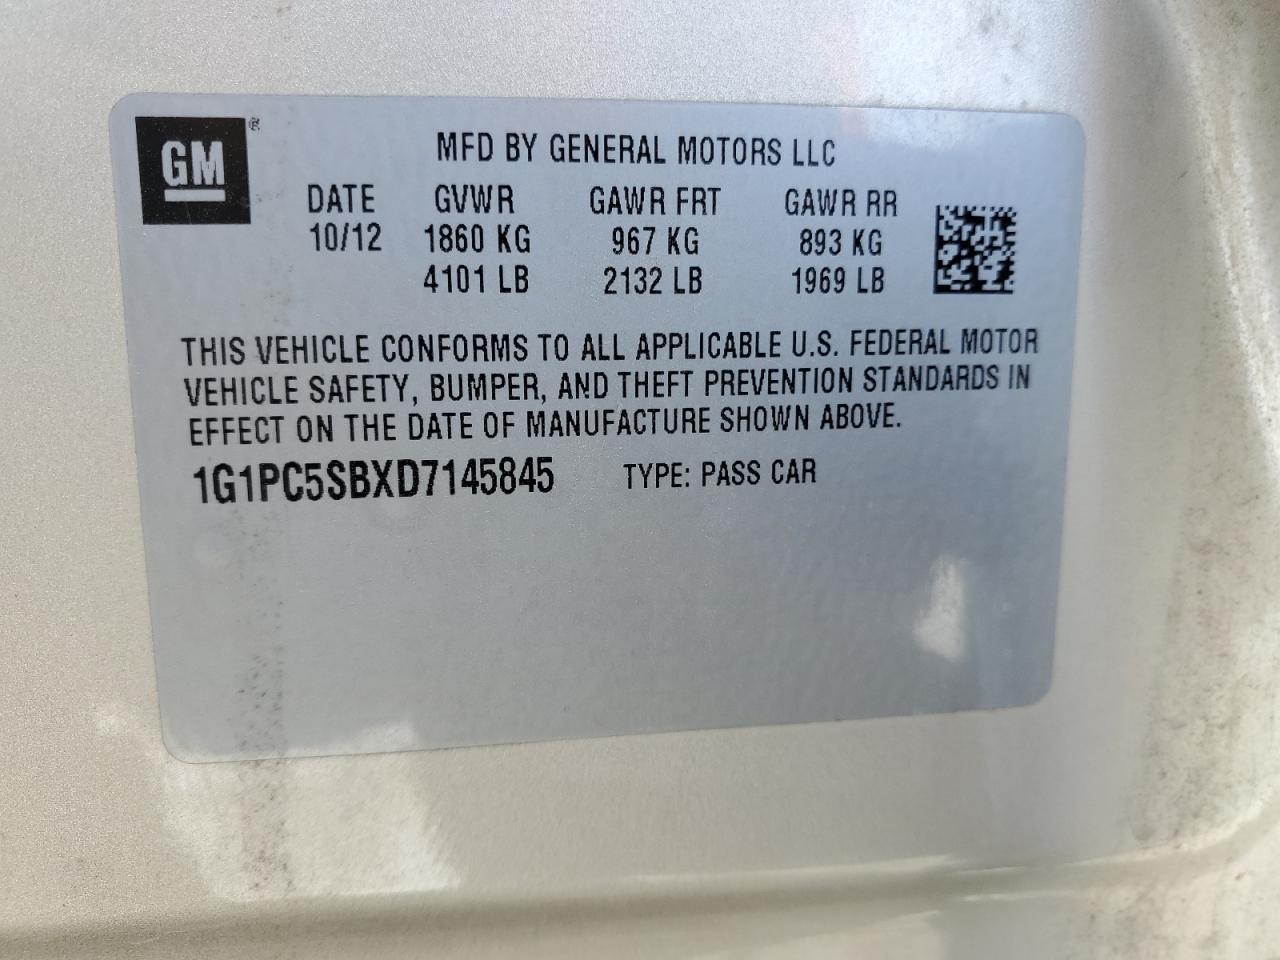 GM ®
MFD BY GENERAL MOTORS LLC
DATE GVWR GAWR FRT GAWR RR
10/12 1860 KG 967 KG 893 KG
4101 LB 2132 LB 1969 LB
THIS VEHICLE CONFORMS TO ALL APPLICABLE U.S. FEDERAL MOTOR
VEHICLE SAFETY, BUMPER, AND THEFT PREVENTION STANDARDS IN
EFFECT ON THE DATE OF MANUFACTURE SHOWN ABOVE.
1G1PC5SBXD7145845 TYPE: PASS CAR